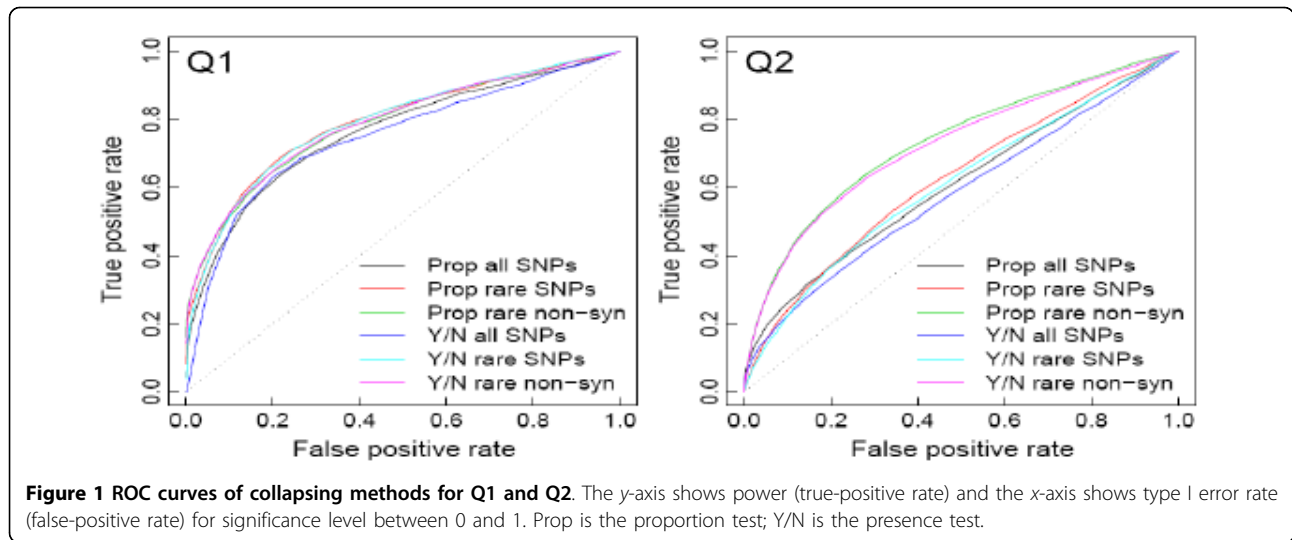 Q1
True positive rate
0.0 0.2 0.4 0.6 0.8 1.0
Prop all SNPs
Prop rare SNPs
Prop rare non-syn
Y/N all SNPs
Y/N rare SNPs
Y/N rare non-syn
0.0 0.2 0.4 0.6 0.8 1.0
False positive rate
Q2
True positive rate
0.0 0.2 0.4 0.6 0.8 1.0
Prop all SNPs
Prop rare SNPs
Prop rare non-syn
Y/N all SNPs
Y/N rare SNPs
Y/N rare non-syn
0.0 0.2 0.4 0.6 0.8 1.0
False positive rate
Figure 1 ROC curves of collapsing methods for Q1 and Q2. The y-axis shows power (true-positive rate) and the x-axis shows type I error rate
(false-positive rate) for significance level between 0 and 1. Prop is the proportion test; Y/N is the presence test.